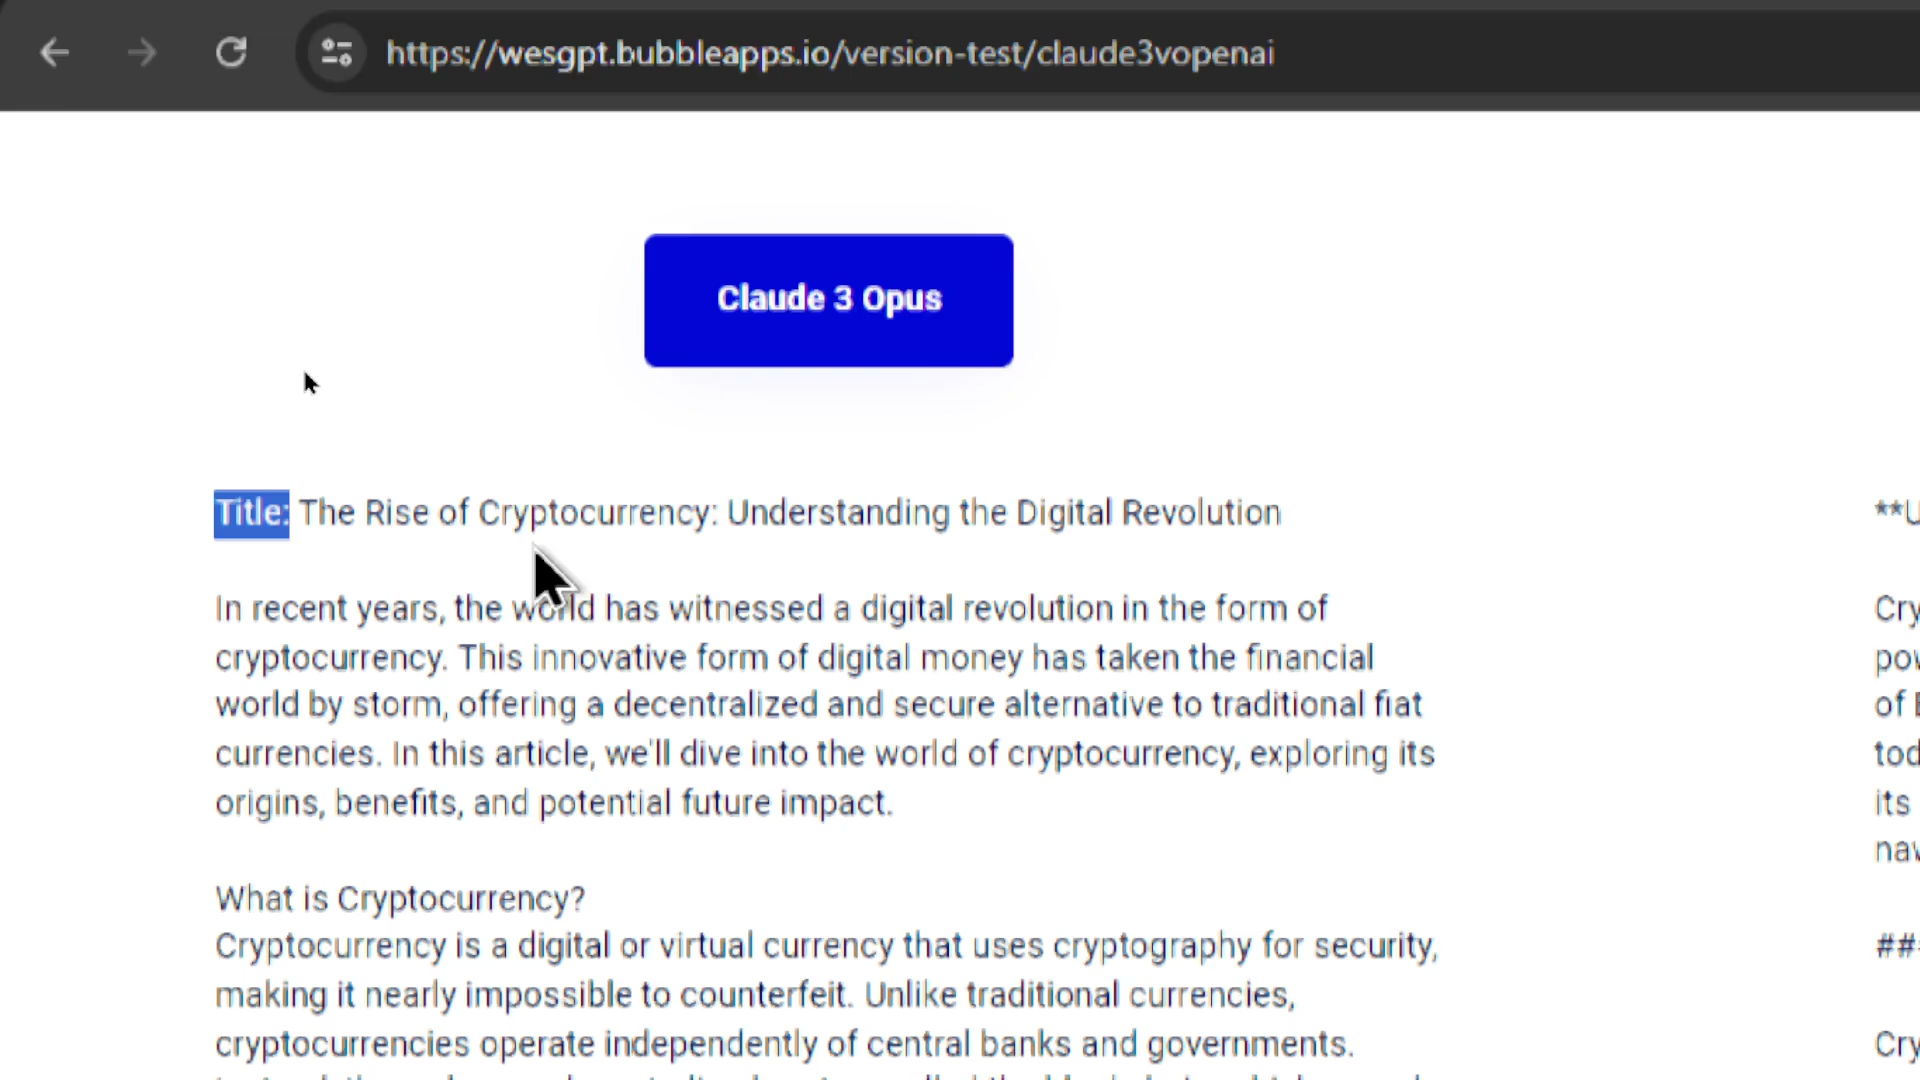 https://wesgpt.bubbleapps.io/version-test/claude3vopenai
Claude 3 Opus
Title: The Rise of Cryptocurrency: Understanding the Digital Revolution
In recent years, the world has witnessed a digital revolution in the form of
cryptocurrency. This innovative form of digital money has taken the financial
world by storm, offering a decentralized and secure alternative to traditional fiat
currencies. In this article, we'll dive into the world of cryptocurrency, exploring its
origins, benefits, and potential future impact.
What is Cryptocurrency?
Cryptocurrency is a digital or virtual currency that uses cryptography for security,
making it nearly impossible to counterfeit. Unlike traditional currencies,
cryptocurrencies operate independently of central banks and governments.
**U
Cry
of
its
##
Cry